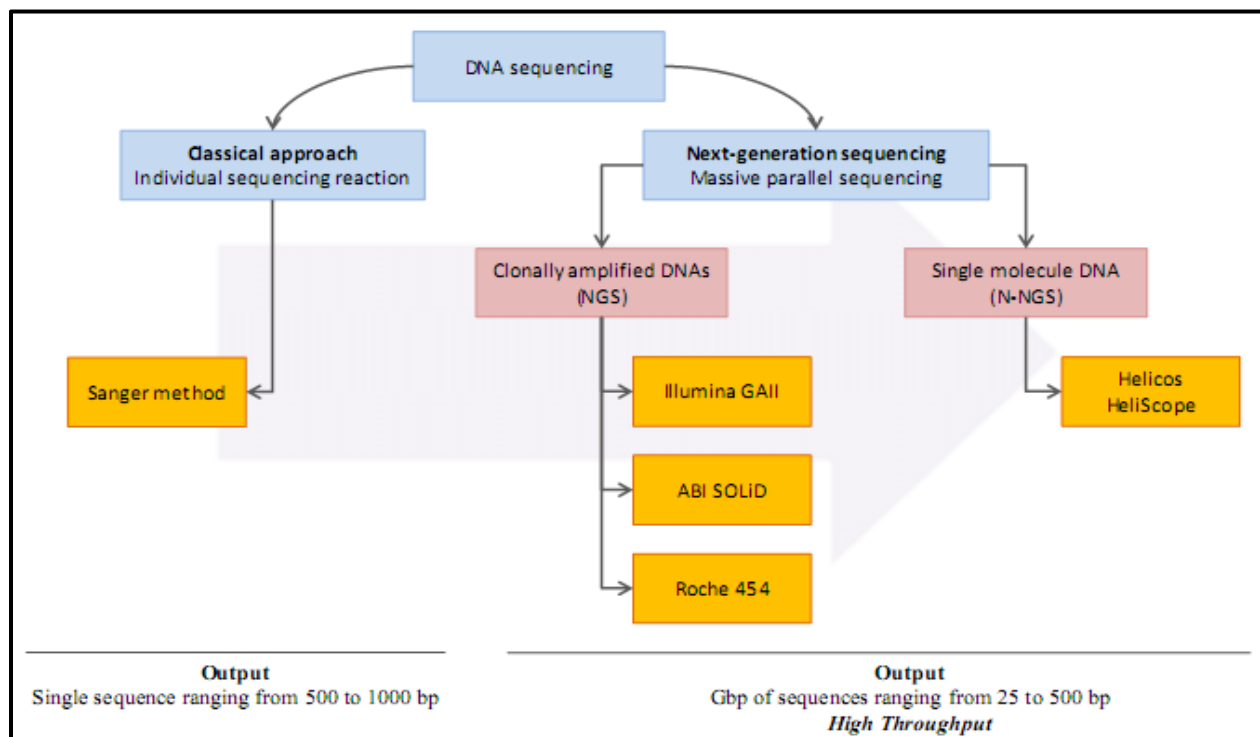 DNA sequencing
Classical approach
Individual sequencing reaction
Next-generation sequencing
Massive parallel sequencing
Clonally amplified DNAs
(NGS)
Single molecule DNA
(N-NGS)
Sanger method
Illumina GAII
Helicos
HeliScope
ABI SOLiD
Roche 454
Output
Single sequence ranging from 500 to 1000 bp
Output
Gbp of sequences ranging from 25 to 500 bp
High Throughput